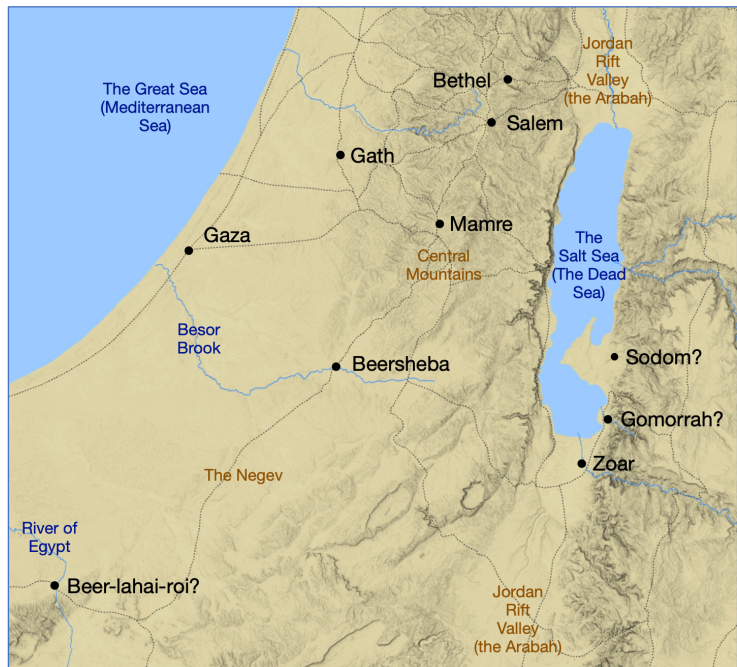 Jordan
Rift
Valley
(the Arabah)
The Great Sea
(Mediterranean
Sea)
Bethel
Salem
Gath
Mamre
Gaza
Central
Mountains
The
Salt Sea
(The Dead
Sea)
Besor
Brook
Beersheba
Sodom?
Gomorrah?
Zoar
The Negev
River of
Egypt
Beer-lahai-roi?
Jordan
Rift
Valley
(the Arabah)